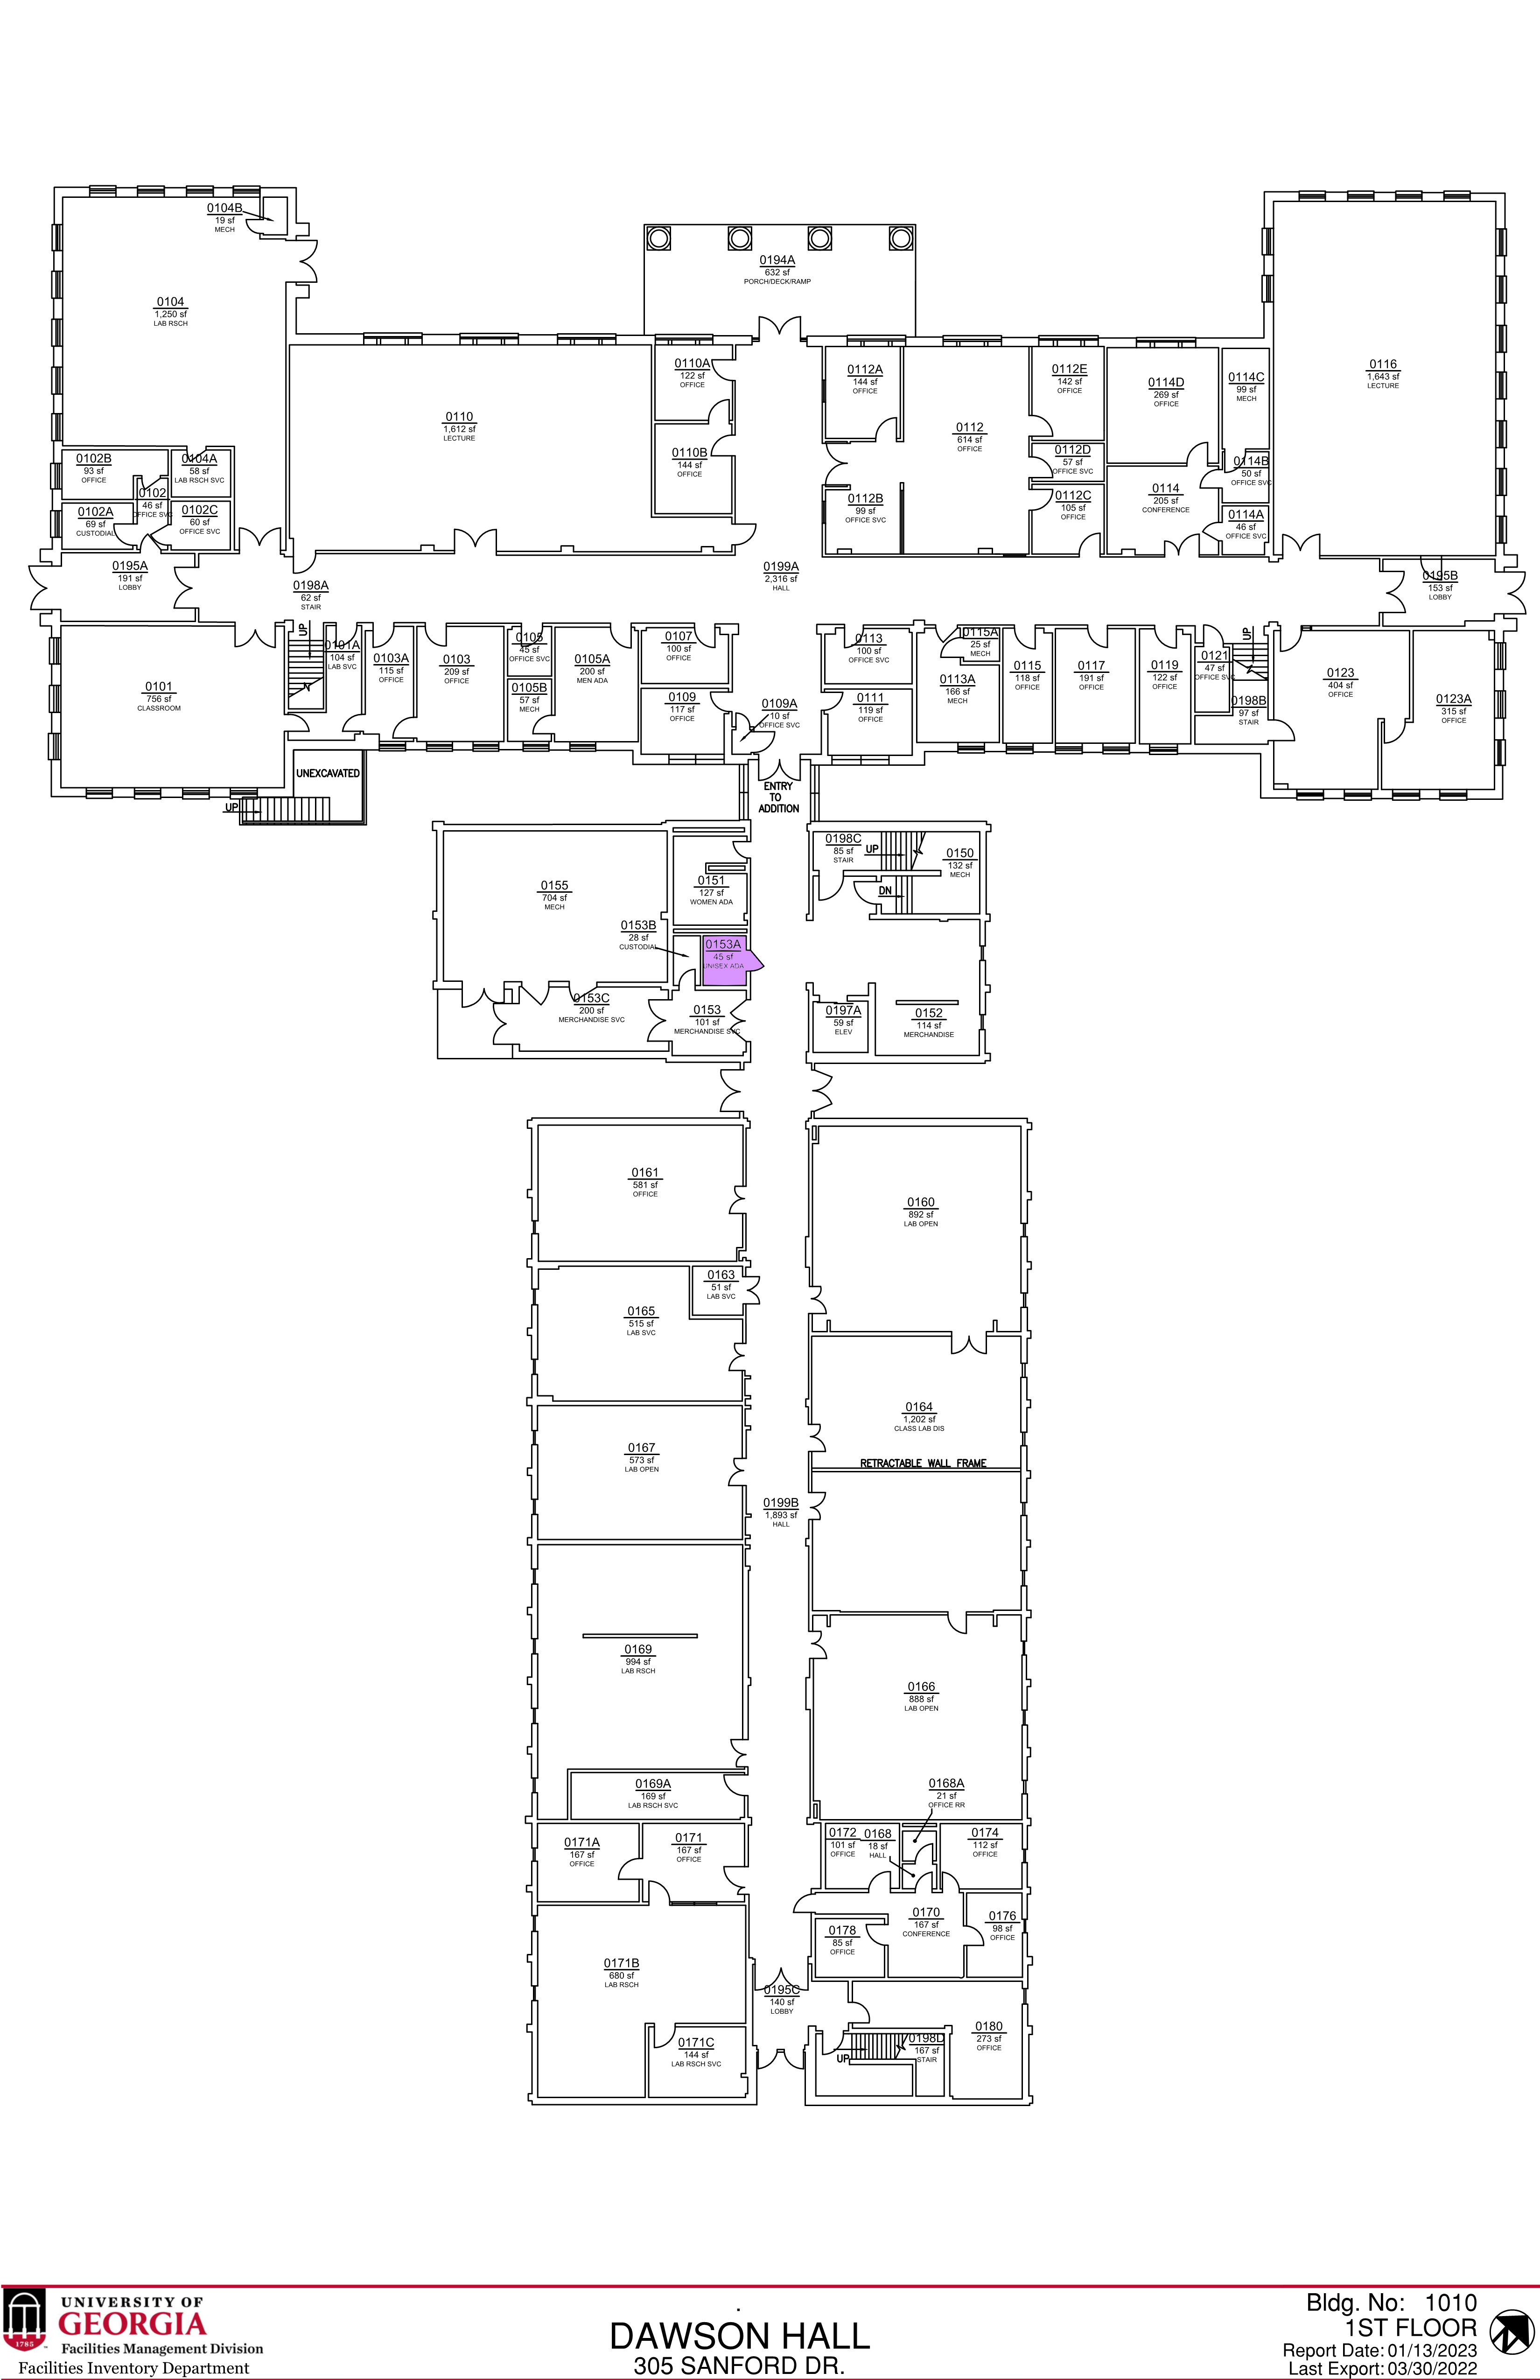 0104B
19 sf
MECH
0104
1,250 sf
LAB RSCH
0194A
632 sf
PORCH/DECK/RAMP
0110A
122 sf
OFFICE
0112A
144 sf
OFFICE
0112E
142 sf
OFFICE
0114D
269 sf
OFFICE
0114C
99 sf
MECH
0116
1,643 sf
LECTURE
0110
1,612 sf
LECTURE
0112
614 sf
OFFICE
0110B
144 sf
OFFICE
0112D
57 sf
OFFICE SVC
0114B
50 sf
OFFICE SVC
0102B
93 sf
OFFICE
0104A
58 sf
LAB RSCH SVC
0102
46 sf
OFFICE SVC
0102A
69 sf
CUSTODIAL
0102C
60 sf
OFFICE SVC
0112B
99 sf
OFFICE SVC
0112C
105 sf
OFFICE
0114
205 sf
CONFERENCE
0114A
46 sf
OFFICE SVC
0195A
191 sf
LOBBY
0198A
62 sf
STAIR
0199A
2,316 sf
HALL
0195B
153 sf
LOBBY
UP
0101A
104 sf
LAB SVC
0103A
115 sf
OFFICE
0103
209 sf
OFFICE
0105
45 sf
OFFICE SVC
0105A
200 sf
MEN ADA
0107
100 sf
OFFICE
0113
100 sf
OFFICE SVC
0115A
25 sf
MECH
0115
118 sf
OFFICE
0117
191 sf
OFFICE
0119
122 sf
OFFICE
0121
47 sf
OFFICE SVC
UP
0123
404 sf
OFFICE
0101
756 sf
CLASSROOM
0105B
57 sf
MECH
0109
117 sf
OFFICE
0109A
10 sf
OFFICE SVC
0111
119 sf
OFFICE
0113A
166 sf
MECH
0198B
97 sf
STAIR
0123A
315 sf
OFFICE
UNEXCAVATED
UP
ENTRY
TO
ADDITION
0155
704 sf
MECH
0151
127 sf
WOMEN ADA
0198C
85 sf
STAIR
UP
0150
132 sf
MECH
DN
0153B
28 sf
CUSTODIAL
0153A
45 sf
UNISEX ADA
0153C
200 sf
MERCHANDISE SVC
0153
101 sf
MERCHANDISE SVC
0197A
59 sf
ELEV
0152
114 sf
MERCHANDISE
0161
581 sf
OFFICE
0160
892 sf
LAB OPEN
0163
51 sf
LAB SVC
0165
515 sf
LAB SVC
0164
1,202 sf
CLASS LAB DIS
0167
573 sf
LAB OPEN
RETRACTABLE WALL FRAME
0199B
1,893 sf
HALL
0169
994 sf
LAB RSCH
0166
888 sf
LAB OPEN
0169A
169 sf
LAB RSCH SVC
0168A
21 sf
OFFICE RR
0171A
167 sf
OFFICE
0171
167 sf
OFFICE
0172
101 sf
OFFICE
0168
18 sf
HALL
0174
112 sf
OFFICE
0170
167 sf
CONFERENCE
0176
98 sf
OFFICE
0178
85 sf
OFFICE
0171B
680 sf
LAB RSCH
0195C
140 sf
LOBBY
0171C
144 sf
LAB RSCH SVC
UP
0198D
167 sf
STAIR
0180
273 sf
OFFICE
1785
UNIVERSITY OF
GEORGIA
Facilities Management Division
Facilities Inventory Department
.
DAWSON HALL
305 SANFORD DR.
Bldg. No: 1010
1ST FLOOR
Report Date: 01/13/2023
Last Export: 03/30/2022